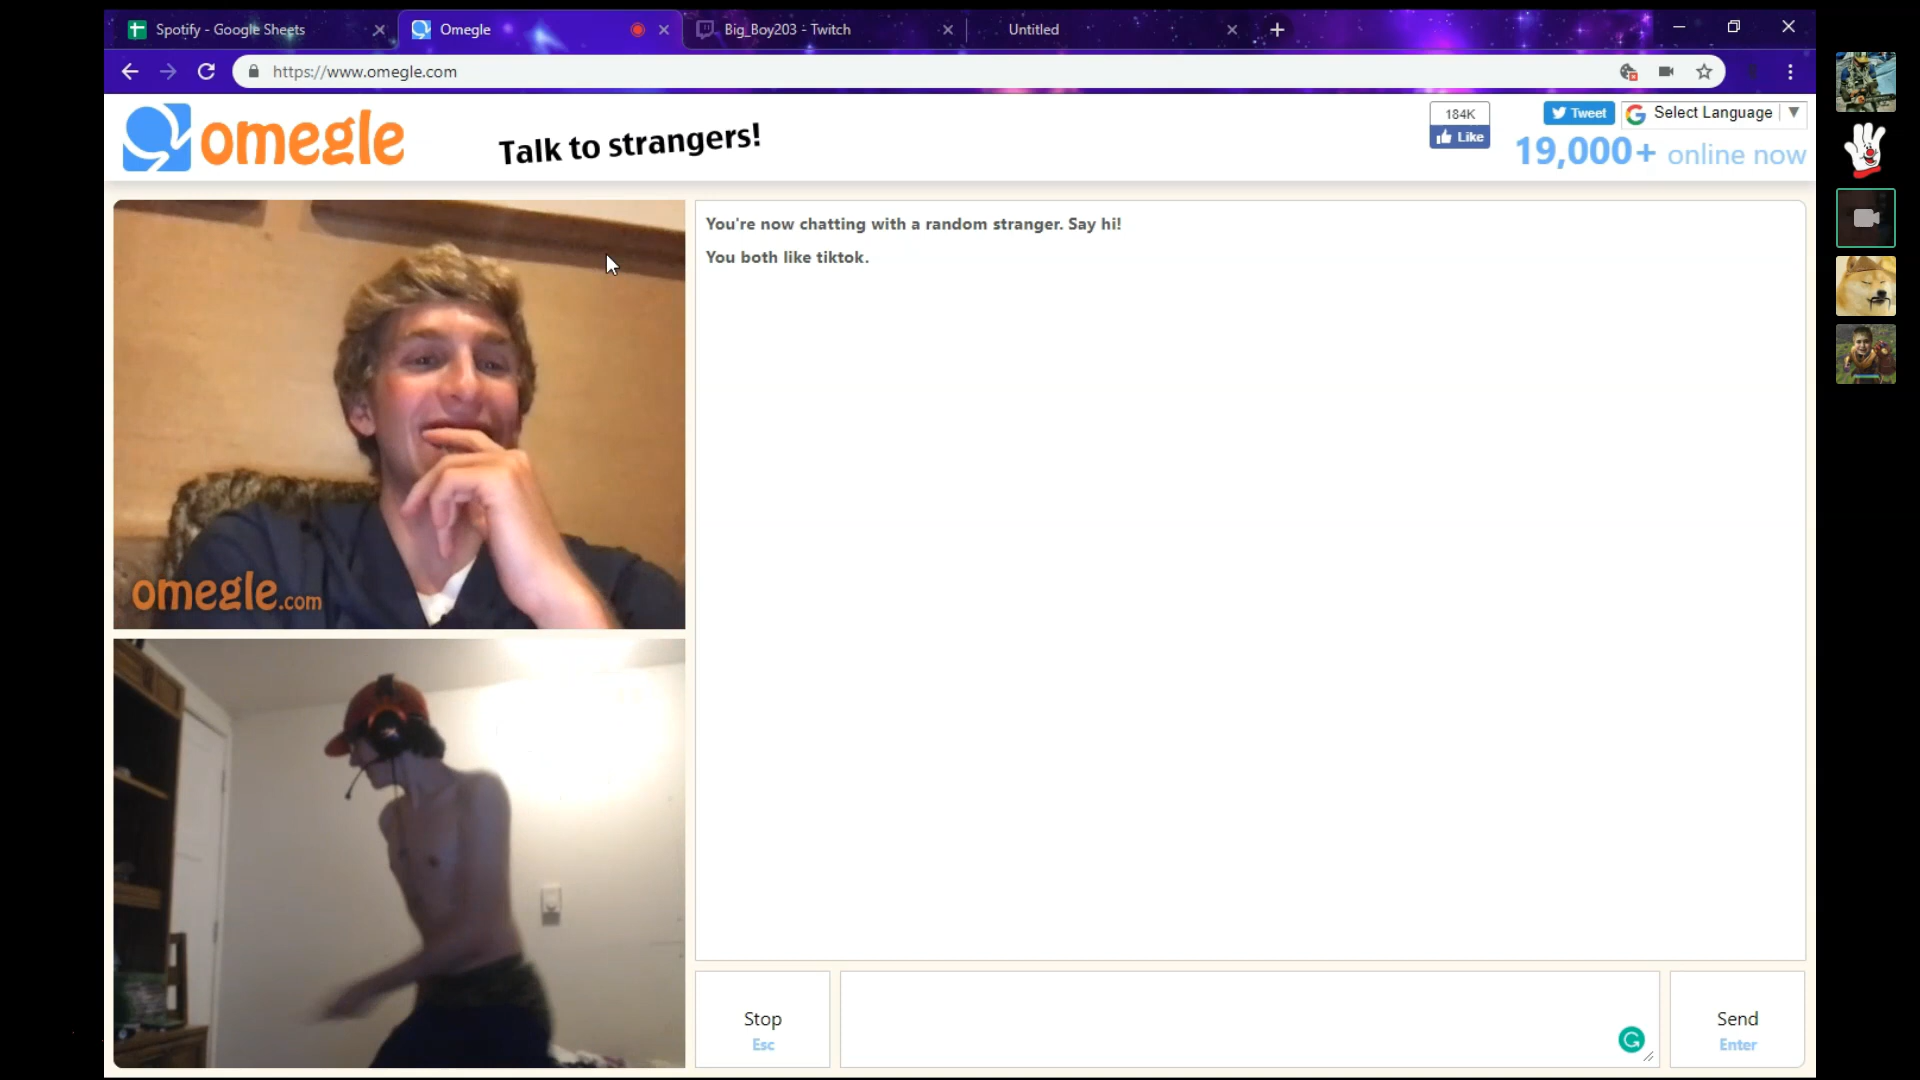 Spotify - Google Sheets
Omegle
Big_Boy203 - Twitch
Untitled
https://www.omegle.com
omegle
Talk to strangers!
184K
Like
Tweet
Select Language
19,000+ online now
You're now chatting with a random stranger. Say hi!
You both like tiktok.
omegle.com
Stop
Esc
Send
Enter